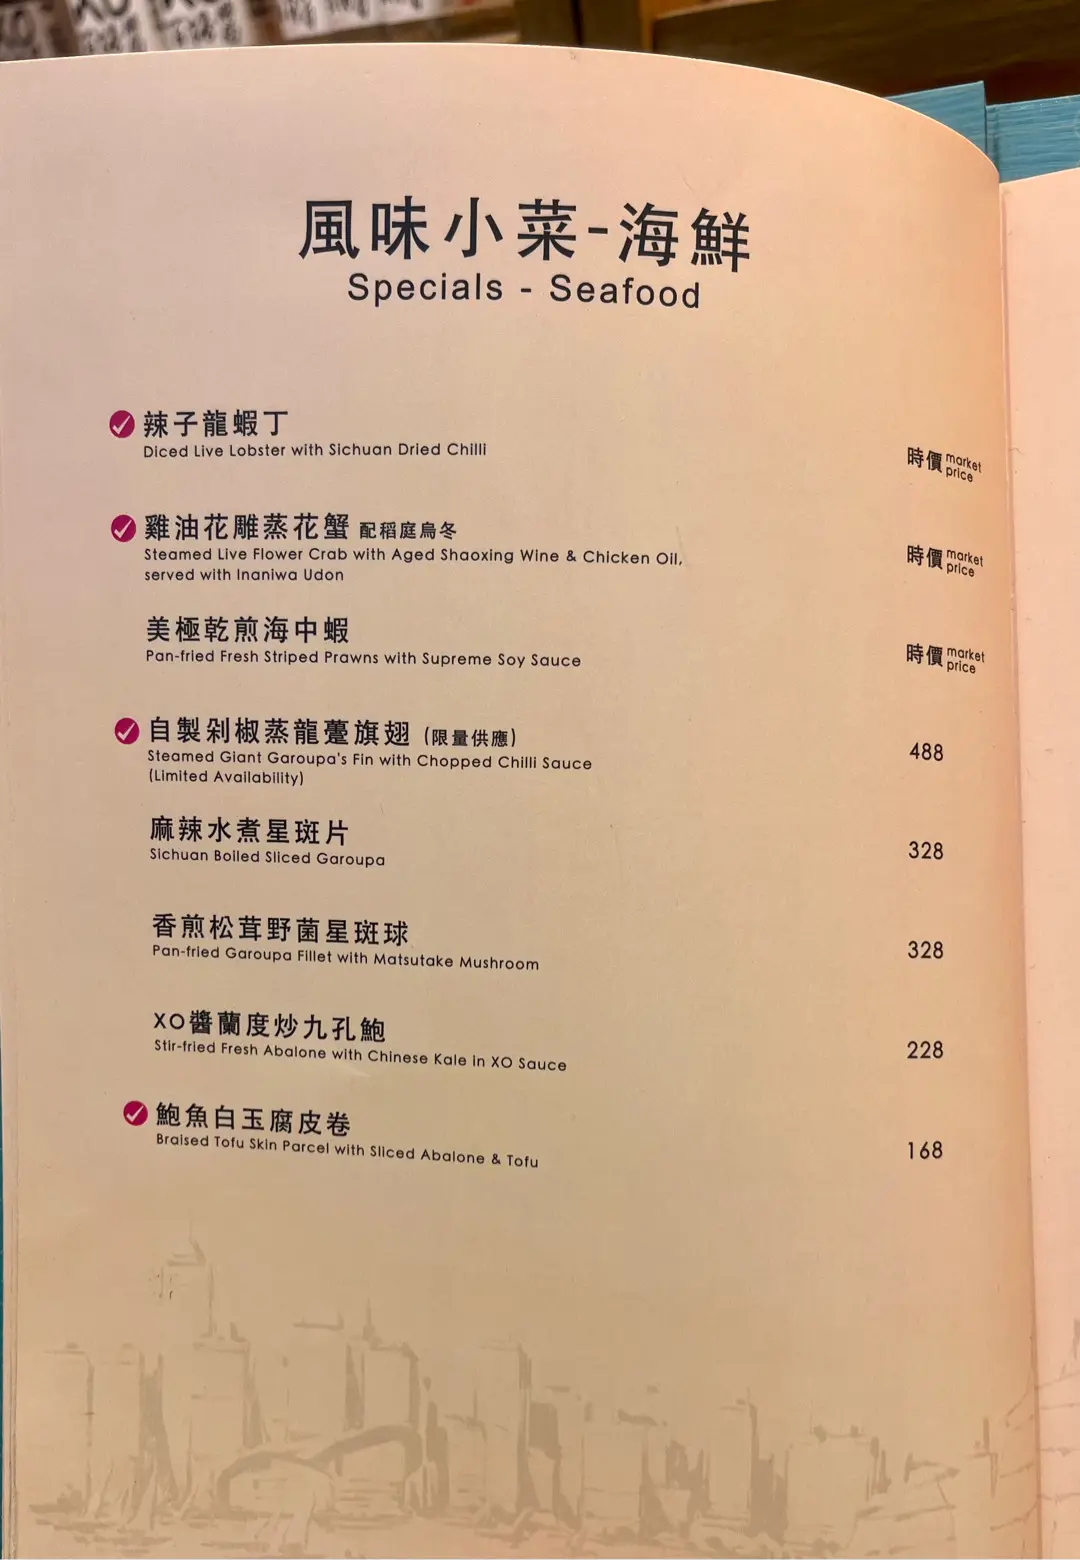 風味小菜-海鮮
Specials - Seafood
辣子龍蝦丁
Diced Live Lobster with Sichuan Dried Chilli
時價 market price
雞油花雕蒸花蟹 配稻庭烏冬
Steamed Live Flower Crab with Aged Shaoxing Wine & Chicken Oil,
served with Inaniwa Udon
時價 market price
美極乾煎海中蝦
Pan-fried Fresh Striped Prawns with Supreme Soy Sauce
時價 market price
自製剁椒蒸龍躉旗翅 (限量供應)
Steamed Giant Garoupa's Fin with Chopped Chilli Sauce
(Limited Availability)
488
麻辣水煮星斑片
Sichuan Boiled Sliced Garoupa
328
香煎松茸野菌星斑球
Pan-fried Garoupa Fillet with Matsutake Mushroom
328
XO醬蘭度炒九孔鮑
Stir-fried Fresh Abalone with Chinese Kale in XO Sauce
228
鮑魚白玉腐皮卷
Braised Tofu Skin Parcel with Sliced Abalone & Tofu
168